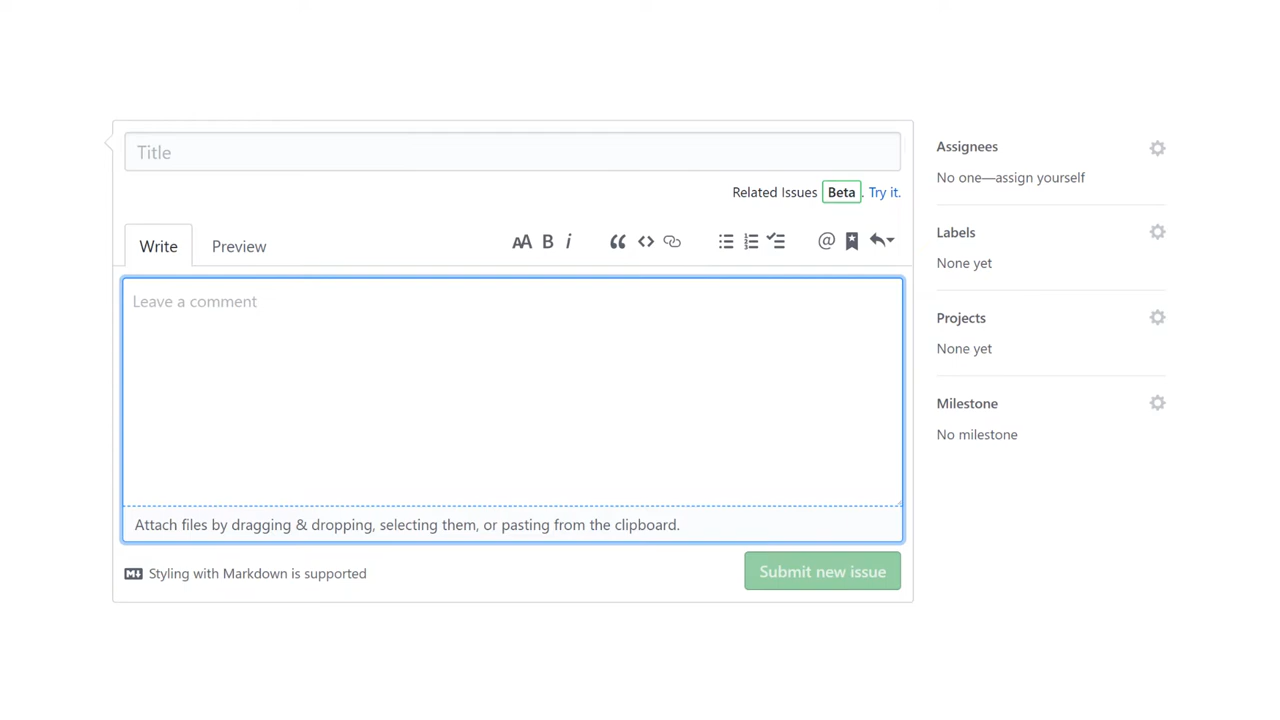 Title
Related Issues Beta. Try it.
Write Preview AA B i @
Leave a comment
Attach files by dragging & dropping, selecting them, or pasting from the clipboard.
Styling with Markdown is supported
Submit new issue
Assignees
No one—assign yourself
Labels
None yet
Projects
None yet
Milestone
No milestone